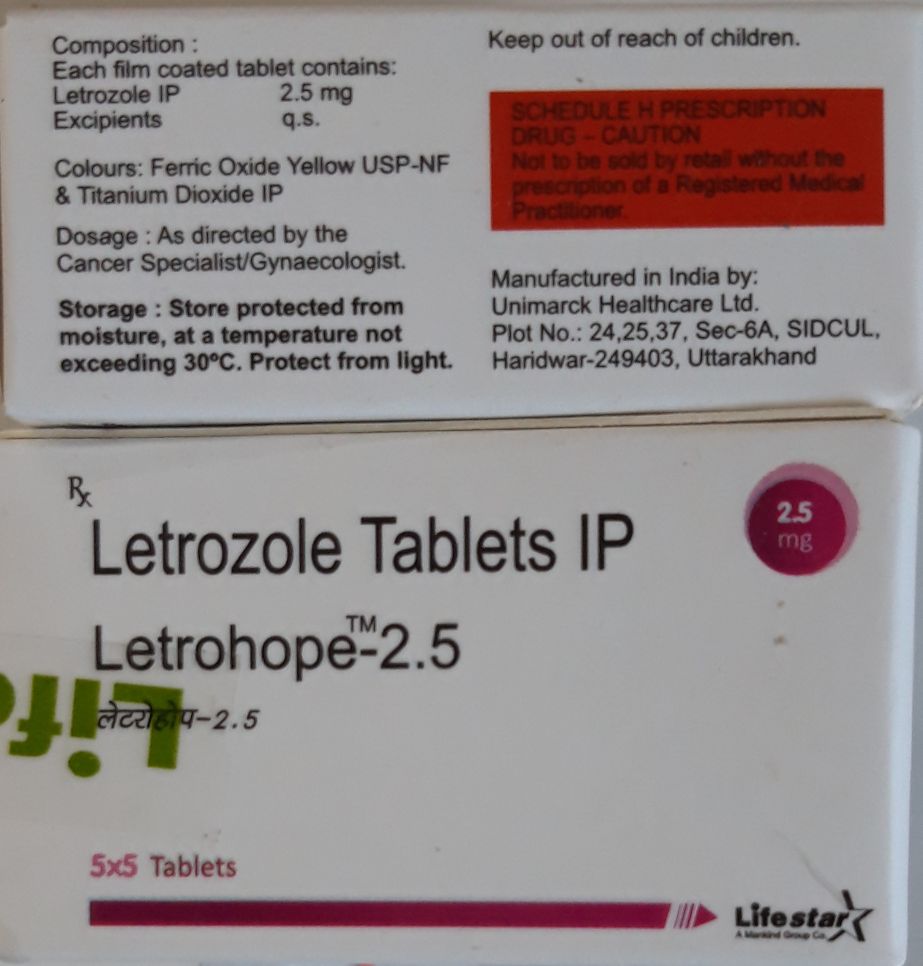 Composition :
Each film coated tablet contains:
Letrozole IP 2.5 mg
Excipients q.s.
Colours: Ferric Oxide Yellow USP-NF
& Titanium Dioxide IP
Dosage : As directed by the
Cancer Specialist/Gynaecologist.
Storage : Store protected from
moisture, at a temperature not
exceeding 30ºC. Protect from light.
Keep out of reach of children.
SCHEDULE H PRESCRIPTION
DRUG – CAUTION
Not to be sold by retail without the
prescription of a Registered Medical
Practitioner.
Manufactured in India by:
Unimarck Healthcare Ltd.
Plot No.: 24,25,37, Sec-6A, SIDCUL,
Haridwar-249403, Uttarakhand
Rx
Letrozole Tablets IP
2.5
mg
Letrohope™-2.5
Lif
लेटरोहोप-2.5
5x5 Tablets
Lifestar
A Mankind Group Co.